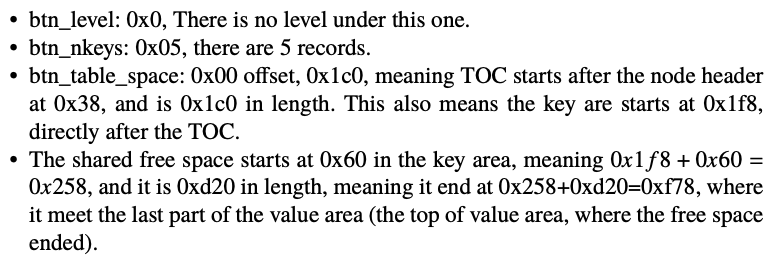 • btn_level: 0x0, There is no level under this one.
• btn_nkeys: 0x05, there are 5 records.
• btn_table_space: 0x00 offset, 0x1c0, meaning TOC starts after the node header
at 0x38, and is 0x1c0 in length. This also means the key are starts at 0x1f8,
directly after the TOC.
• The shared free space starts at 0x60 in the key area, meaning 0x1f8 + 0x60 =
0x258, and it is 0xd20 in length, meaning it end at 0x258+0xd20=0xf78, where
it meet the last part of the value area (the top of value area, where the free space
ended).